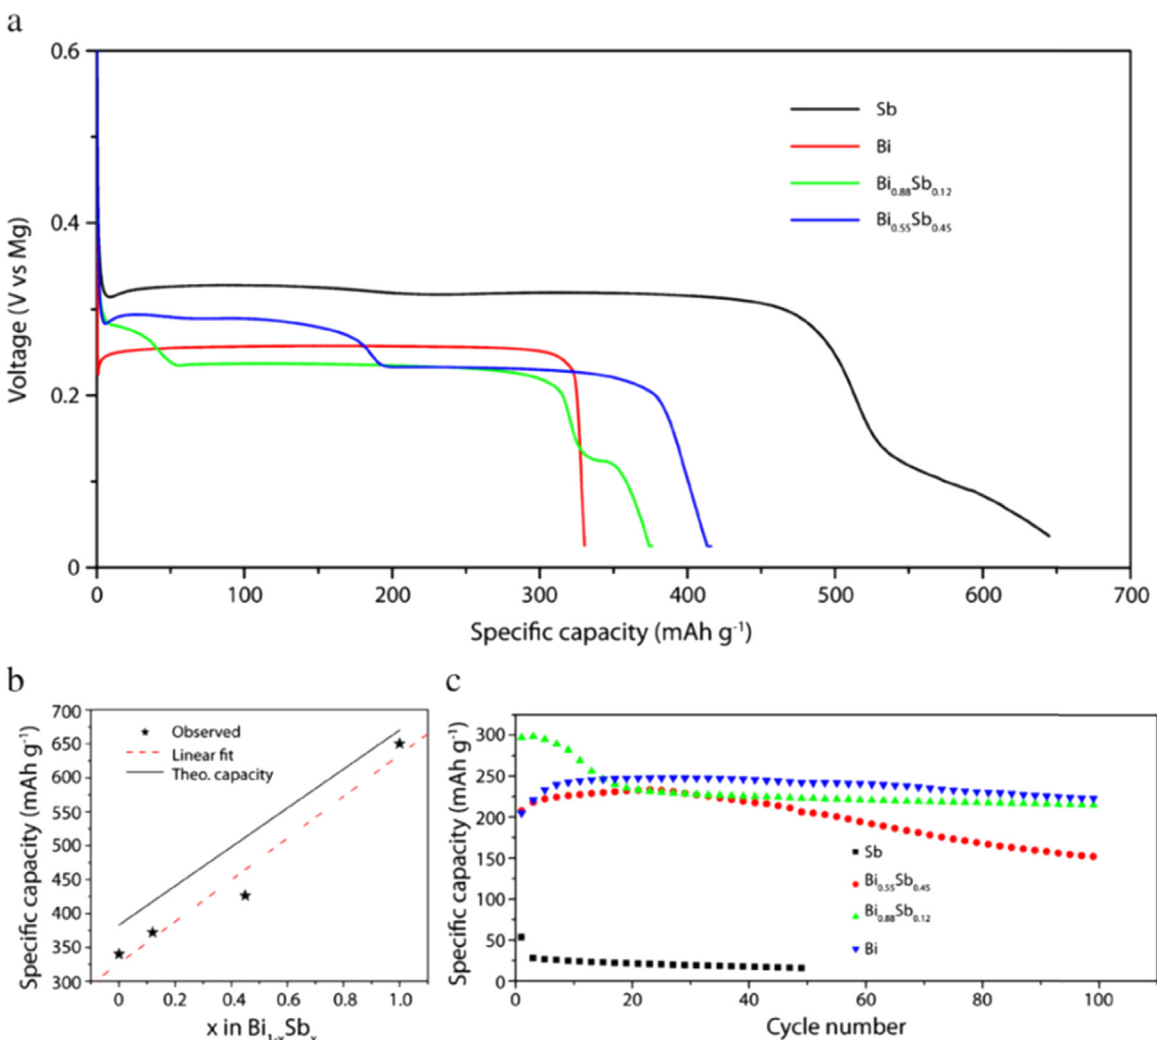 a
0.6
0.4
0.2
0
Voltage (V vs Mg)
Sb
Bi
Bi0.88Sb0.12
Bi0.55Sb0.45
0 100 200 300 400 500 600 700
Specific capacity (mAh g-1)
b
700
650
600
550
500
450
400
350
300
Specific capacity (mAh g-1)
Observed
Linear fit
Theo. capacity
0 0.2 0.4 0.6 0.8 1.0
x in Bi1-xSbx
c
300
250
200
150
100
50
0
Specific capacity (mAh g-1)
Sb
Bi0.55Sb0.45
Bi0.88Sb0.12
Bi
0 20 40 60 80 100
Cycle number